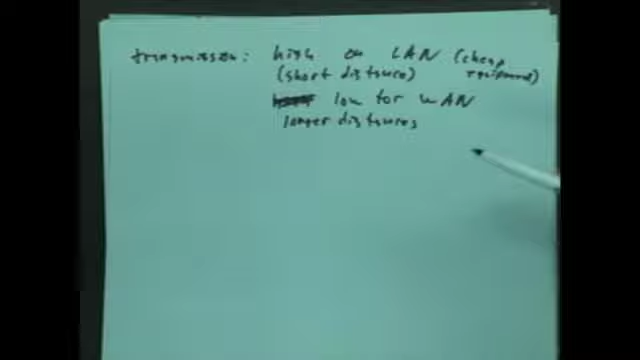 transmission: high on LAN (cheap
(short distance) equipment)
low for WAN
longer distances